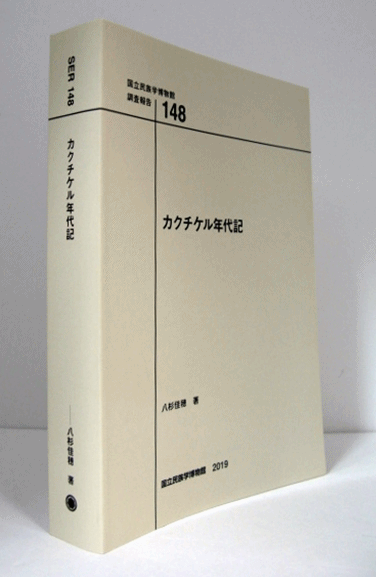 SER 148
カクチケル年代記
八杉佳穂 著
国立民族学博物館
調査報告
148
カクチケル年代記
八杉佳穂 著
国立民族学博物館 2019